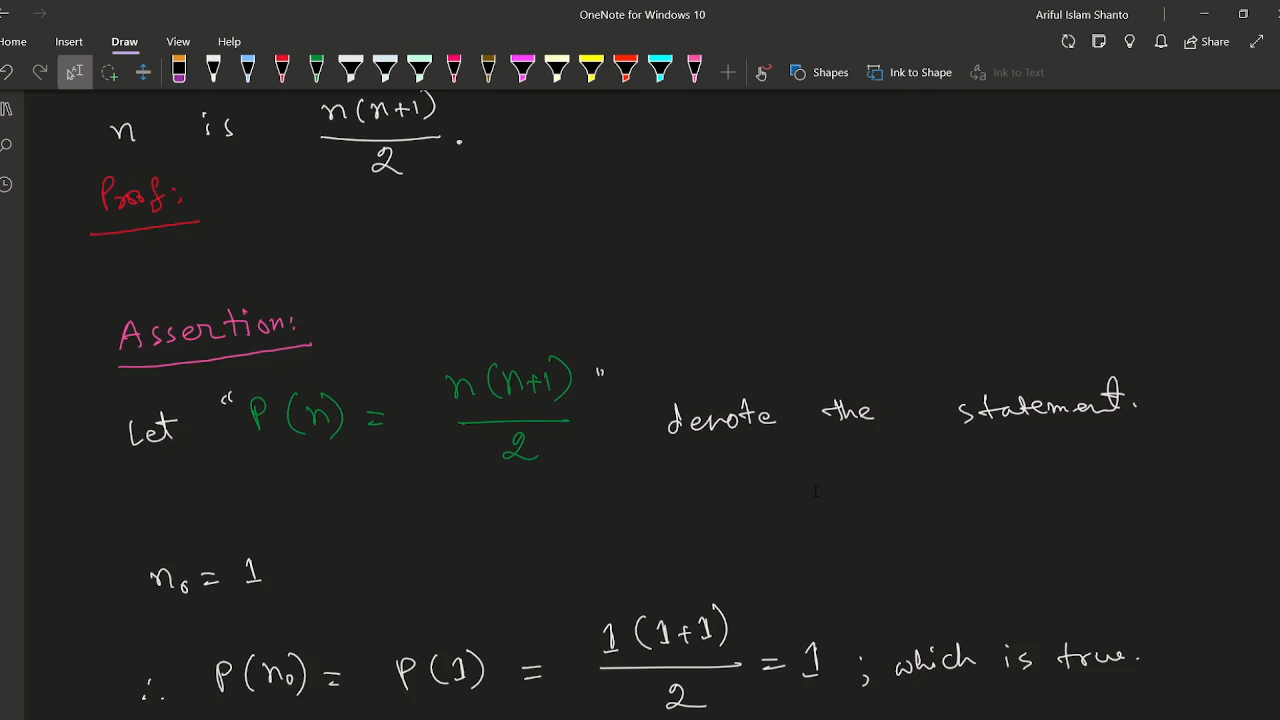 OneNote for Windows 10
Ariful Islam Shanto
Home Insert Draw View Help
Share
Shapes Ink to Shape Ink to Text
n is n(n+1)/2.
Proof:
Assertion:
Let "P(n) = n(n+1)/2" denote the statement.
n₀ = 1
∴ P(n₀) = P(1) = 1(1+1)/2 = 1 ; which is true.